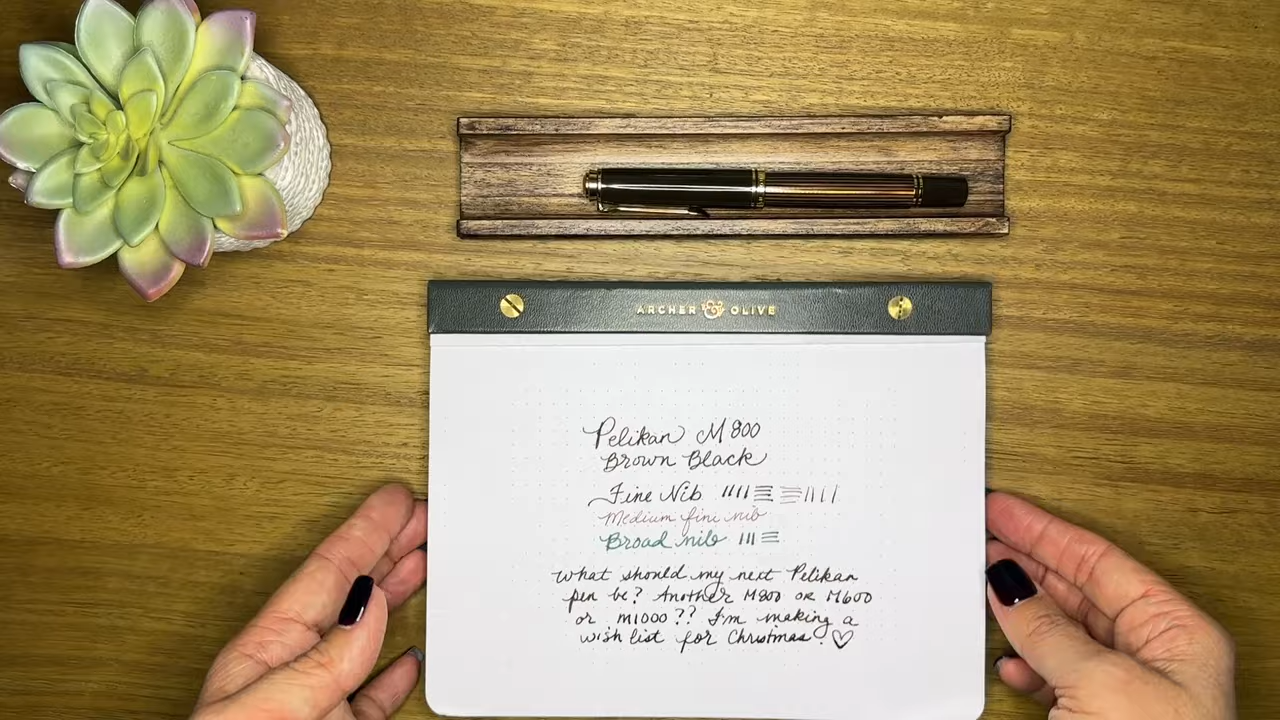 ARCHER & OLIVE
Pelikan M800
Brown Black
Fine Nib
Medium fine nib
Broad nib
What should my next Pelikan
pen be? Another M800 or M600
or M1000?? I'm making a
wish list for Christmas. ♡